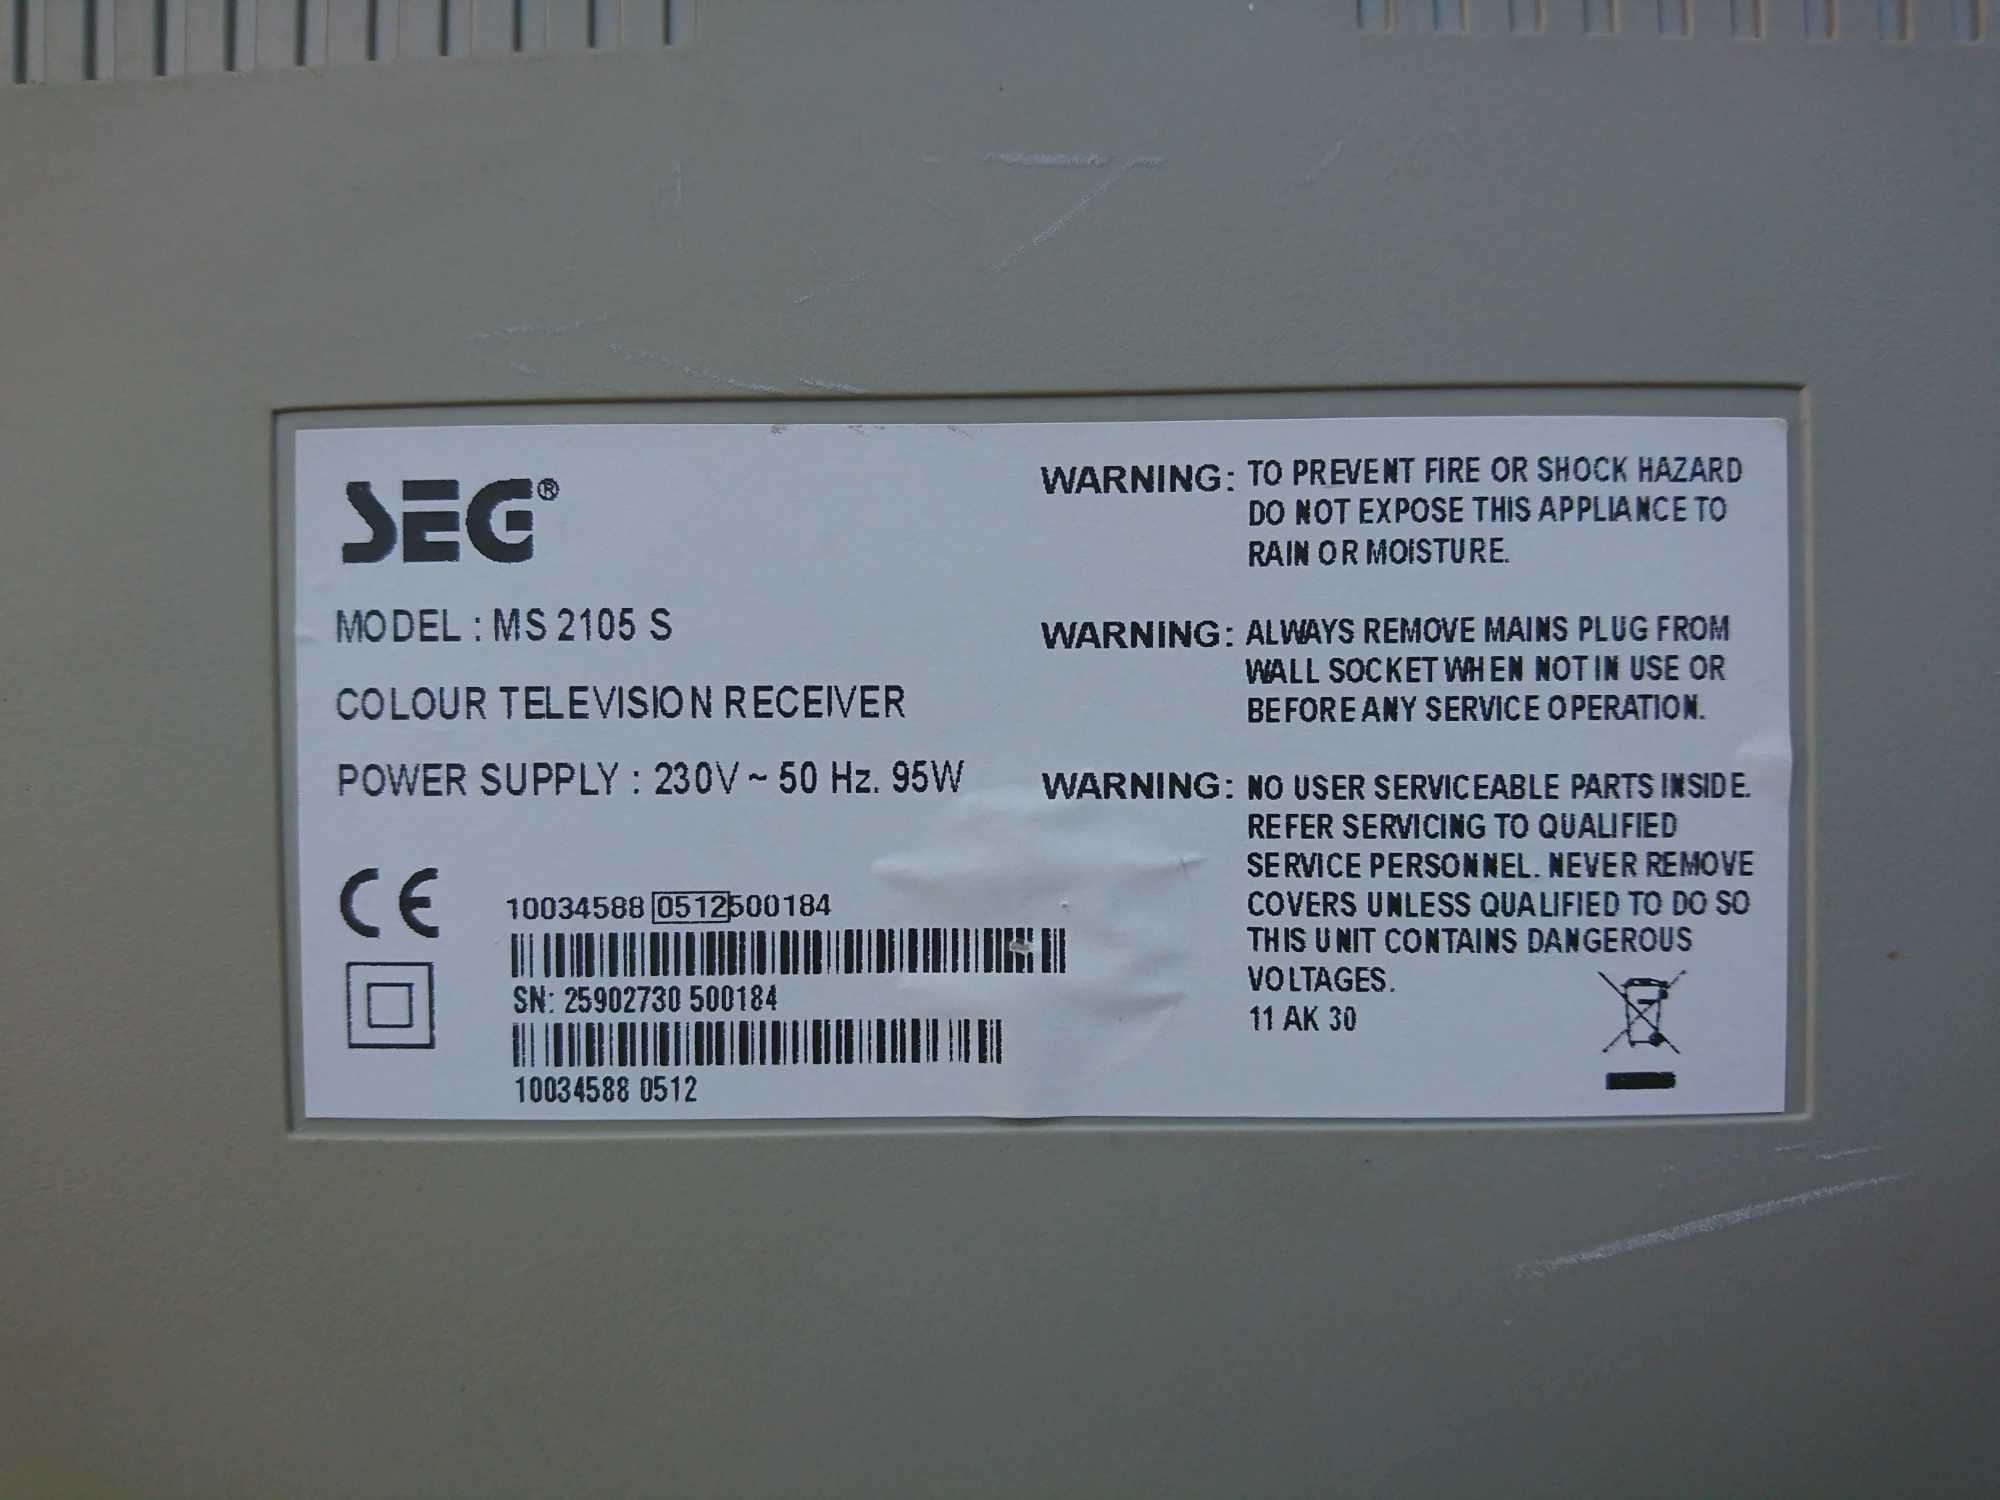 SEG®
MODEL : MS 2105 S
COLOUR TELEVISION RECEIVER
POWER SUPPLY : 230V ~ 50 Hz. 95W
CE
10034588 0512 500184
SN: 25902730 500184
10034588 0512
WARNING: TO PREVENT FIRE OR SHOCK HAZARD
DO NOT EXPOSE THIS APPLIANCE TO
RAIN OR MOISTURE.
WARNING: ALWAYS REMOVE MAINS PLUG FROM
WALL SOCKET WHEN NOT IN USE OR
BEFORE ANY SERVICE OPERATION.
WARNING: NO USER SERVICEABLE PARTS INSIDE.
REFER SERVICING TO QUALIFIED
SERVICE PERSONNEL. NEVER REMOVE
COVERS UNLESS QUALIFIED TO DO SO
THIS UNIT CONTAINS DANGEROUS
VOLTAGES.
11 AK 30